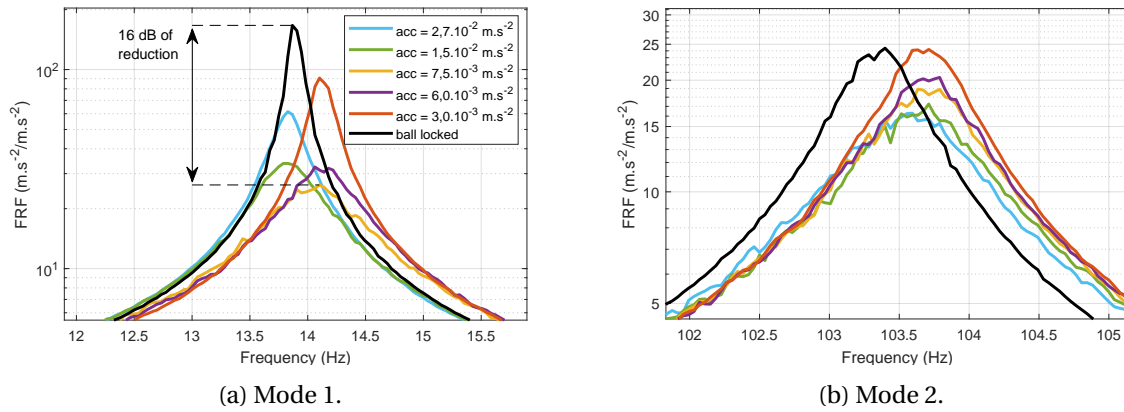 16 dB of
reduction
acc = 2,7.10⁻² m.s⁻²
acc = 1,5.10⁻² m.s⁻²
acc = 7,5.10⁻³ m.s⁻²
acc = 6,0.10⁻³ m.s⁻²
acc = 3,0.10⁻³ m.s⁻²
ball locked
10²
10¹
FRF (m.s⁻²/m.s⁻²)
12 12.5 13 13.5 14 14.5 15 15.5
Frequency (Hz)
(a) Mode 1.
30
25
20
15
10
5
FRF (m.s⁻²/m.s⁻²)
102 102.5 103 103.5 104 104.5 105
Frequency (Hz)
(b) Mode 2.